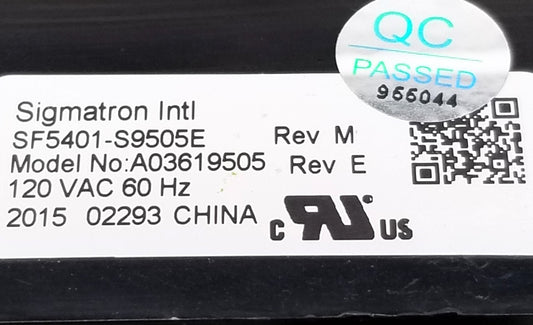 QC
PASSED
966044
Sigmatron Intl
SF5401-S9505E Rev M
Model No:A03619505 Rev E
120 VAC 60 Hz
2015 02293 CHINA
c RU US